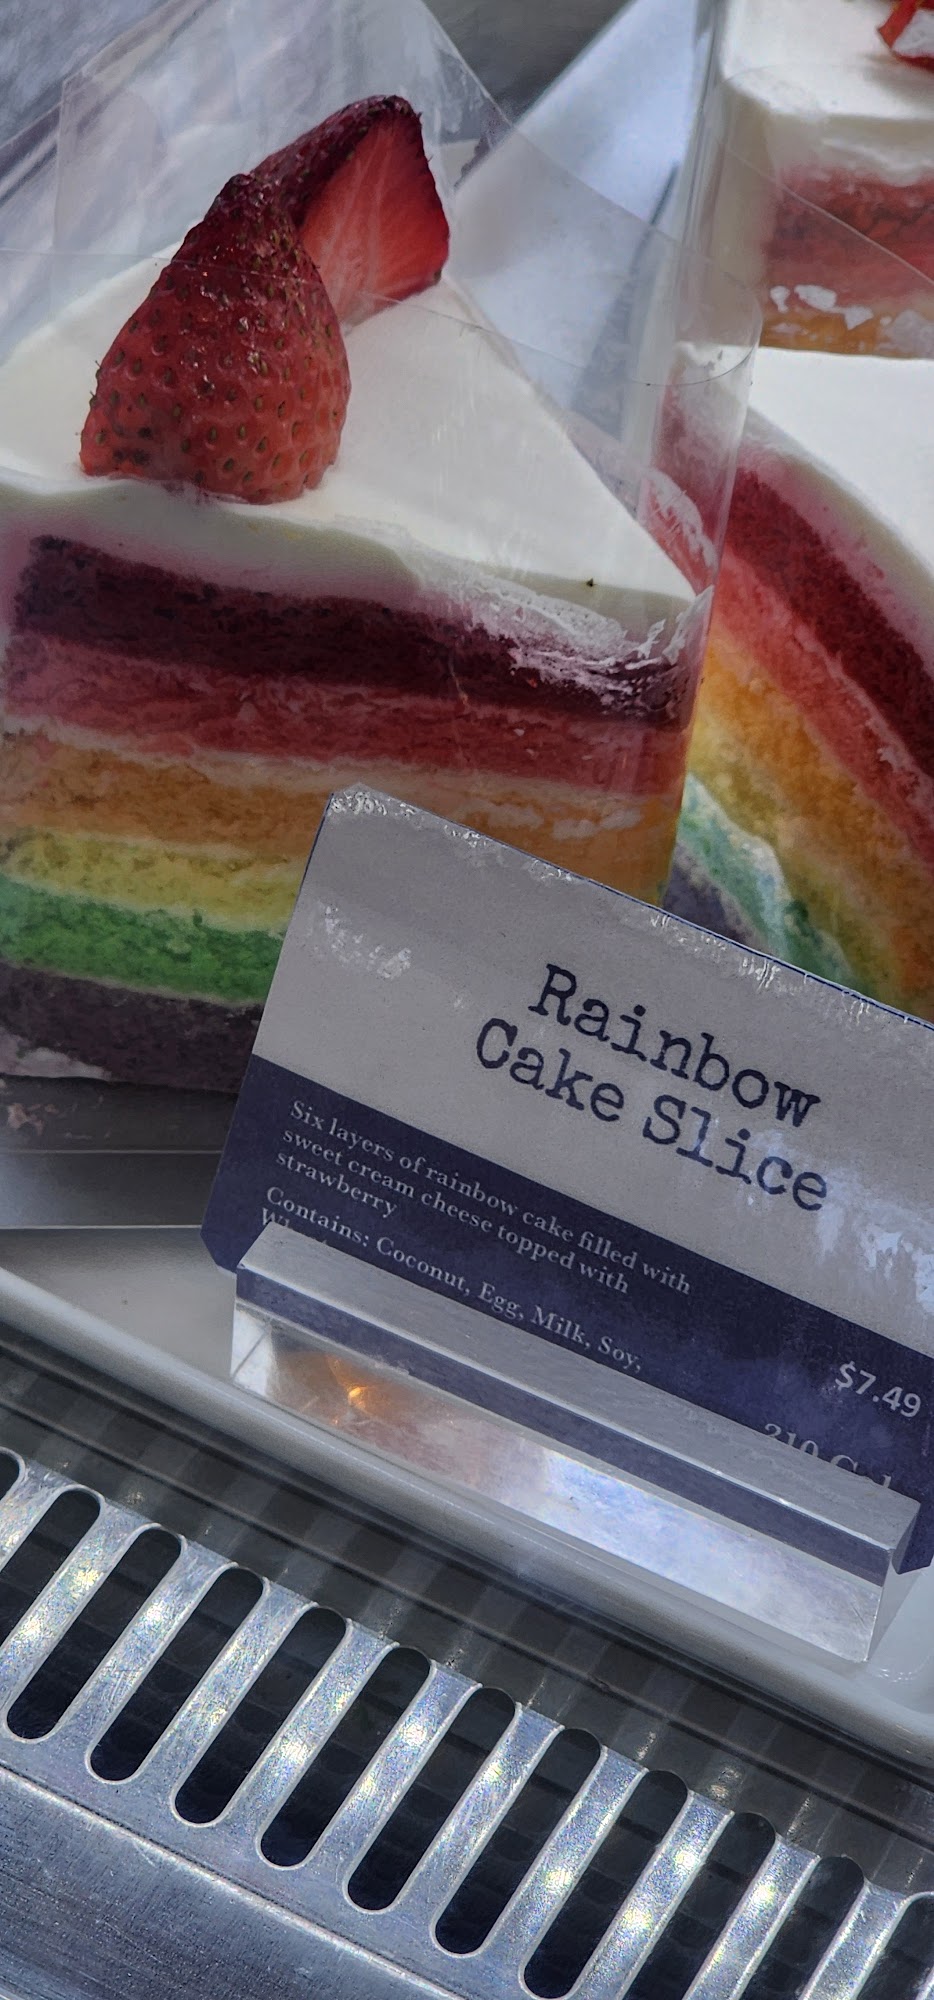 Rainbow
Cake Slice
Six layers of rainbow cake filled with
sweet cream cheese topped with
strawberry
Contains: Coconut, Egg, Milk, Soy,
$7.49
310